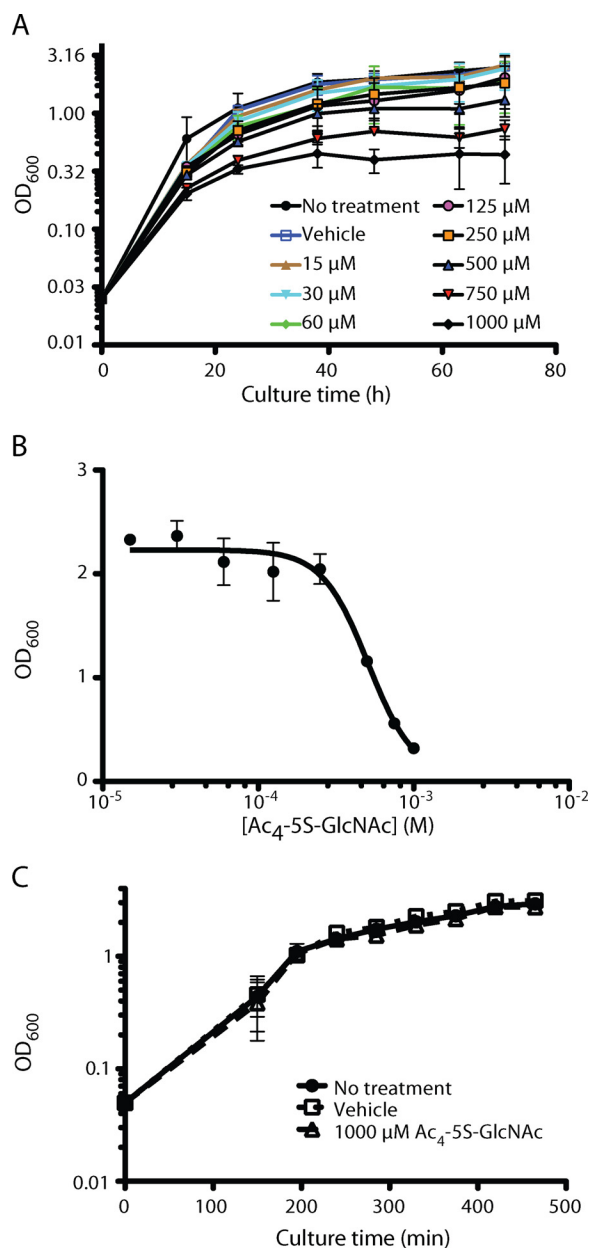 A
3.16
1.00
0.32
0.10
0.03
0.01
OD600
No treatment
Vehicle
15 µM
30 µM
60 µM
125 µM
250 µM
500 µM
750 µM
1000 µM
0 20 40 60 80
Culture time (h)
B
3
2
1
0
OD600
10-5 10-4 10-3 10-2
[Ac4-5S-GlcNAc] (M)
C
1
0.1
0.01
OD600
No treatment
Vehicle
1000 µM Ac4-5S-GlcNAc
0 100 200 300 400 500
Culture time (min)